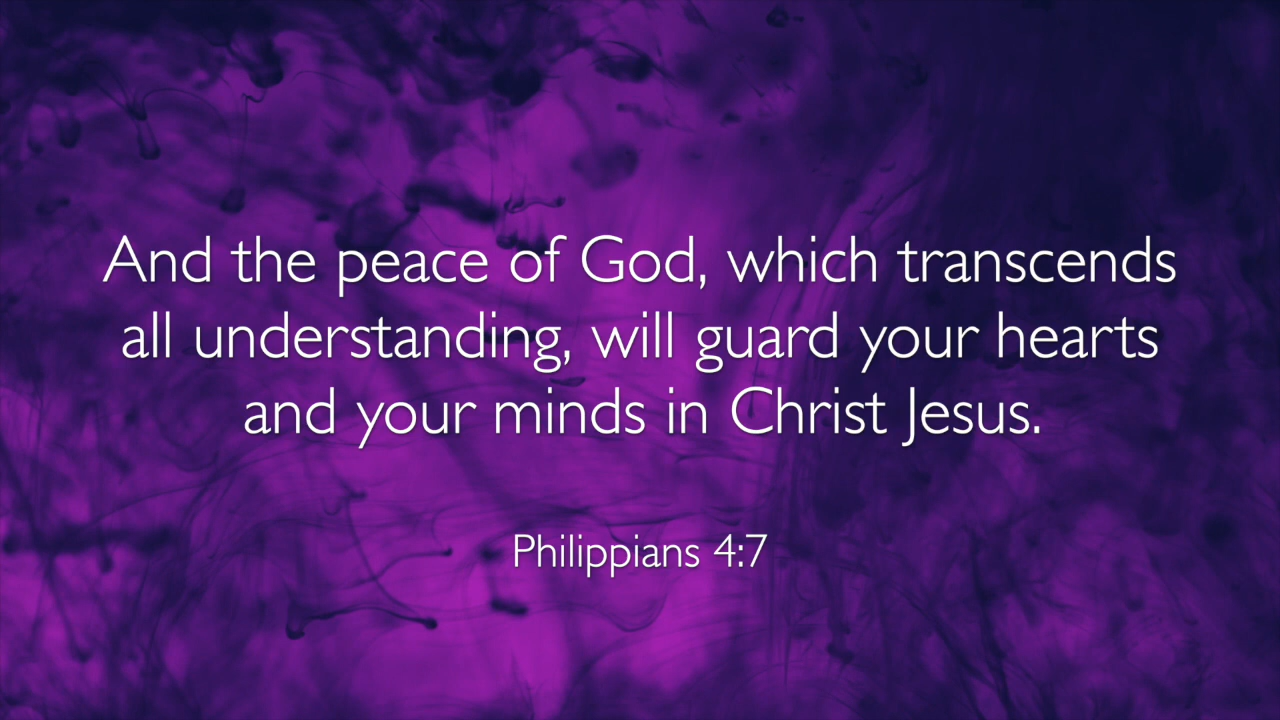 And the peace of God, which transcends
all understanding, will guard your hearts
and your minds in Christ Jesus.
Philippians 4:7